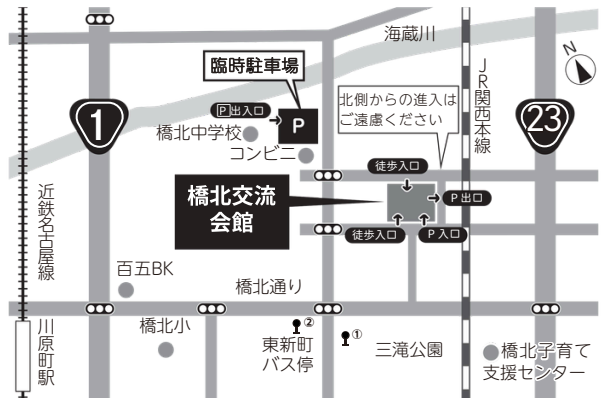 海蔵川
N
臨時駐車場
JR関西本線
P出入口
P
北側からの進入は
ご遠慮ください
1
23
橋北中学校
コンビニ
徒歩入口
橋北交流
会館
P出口
徒歩入口
P入口
近鉄名古屋線
百五BK
橋北通り
川原町駅
橋北小
②
①
東新町
バス停
三滝公園
橋北子育て
支援センター